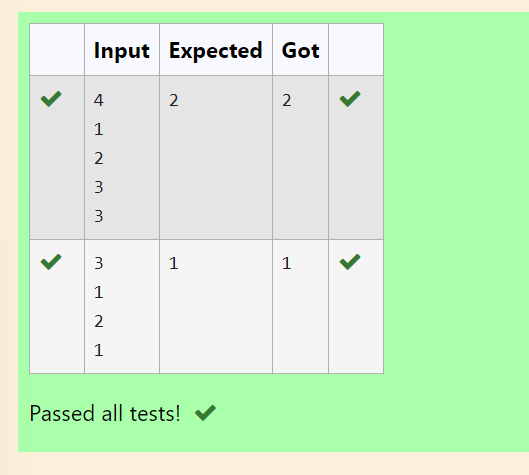 Input Expected Got
4 2 2
1
2
3
3
3 1 1
1
2
1
Passed all tests!